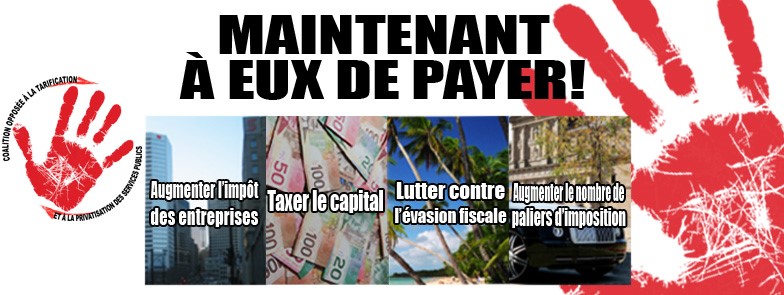 MAINTENANT
À EUX DE PAYER!
COALITION OPPOSÉE À LA TARIFICATION
ET À LA PRIVATISATION DES SERVICES PUBLICS
Augmenter l'impôt
des entreprises
Taxer le capital
Lutter contre
l'évasion fiscale
Augmenter le nombre de
paliers d'imposition